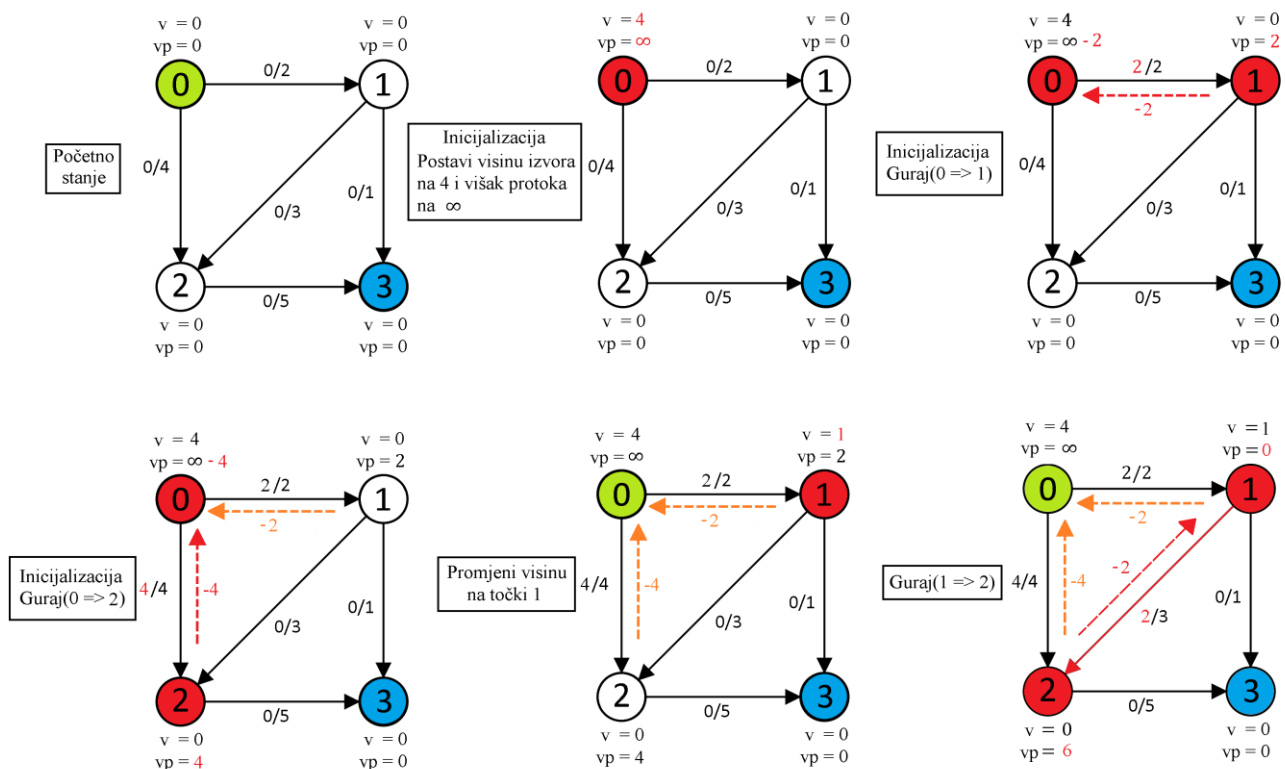 v = 0
vp = 0
v = 0
vp = 0
0
0/2
1
Početno
stanje
0/4
0/3
0/1
2
0/5
3
v = 0
vp = 0
v = 0
vp = 0
v = 4
vp = ∞
v = 0
vp = 0
0
0/2
1
Inicijalizacija
Postavi visinu izvora
na 4 i višak protoka
na ∞
0/4
0/3
0/1
2
0/5
3
v = 0
vp = 0
v = 0
vp = 0
v = 4
vp = ∞ - 2
v = 0
vp = 2
0
2/2
1
-2
Inicijalizacija
Guraj(0 => 1)
0/4
0/3
0/1
2
0/5
3
v = 0
vp = 0
v = 0
vp = 0
v = 4
vp = ∞ - 4
v = 0
vp = 2
0
2/2
1
-2
Inicijalizacija
Guraj(0 => 2)
4/4
-4
0/3
0/1
2
0/5
3
v = 0
vp = 4
v = 0
vp = 0
v = 4
vp = ∞
v = 1
vp = 2
0
2/2
1
-2
Promjeni visinu
na točki 1
4/4
-4
0/3
0/1
2
0/5
3
v = 0
vp = 4
v = 0
vp = 0
v = 4
vp = ∞
v = 1
vp = 0
0
2/2
1
-2
Guraj(1 => 2)
4/4
-4
-2
2/3
0/1
2
0/5
3
v = 0
vp = 6
v = 0
vp = 0